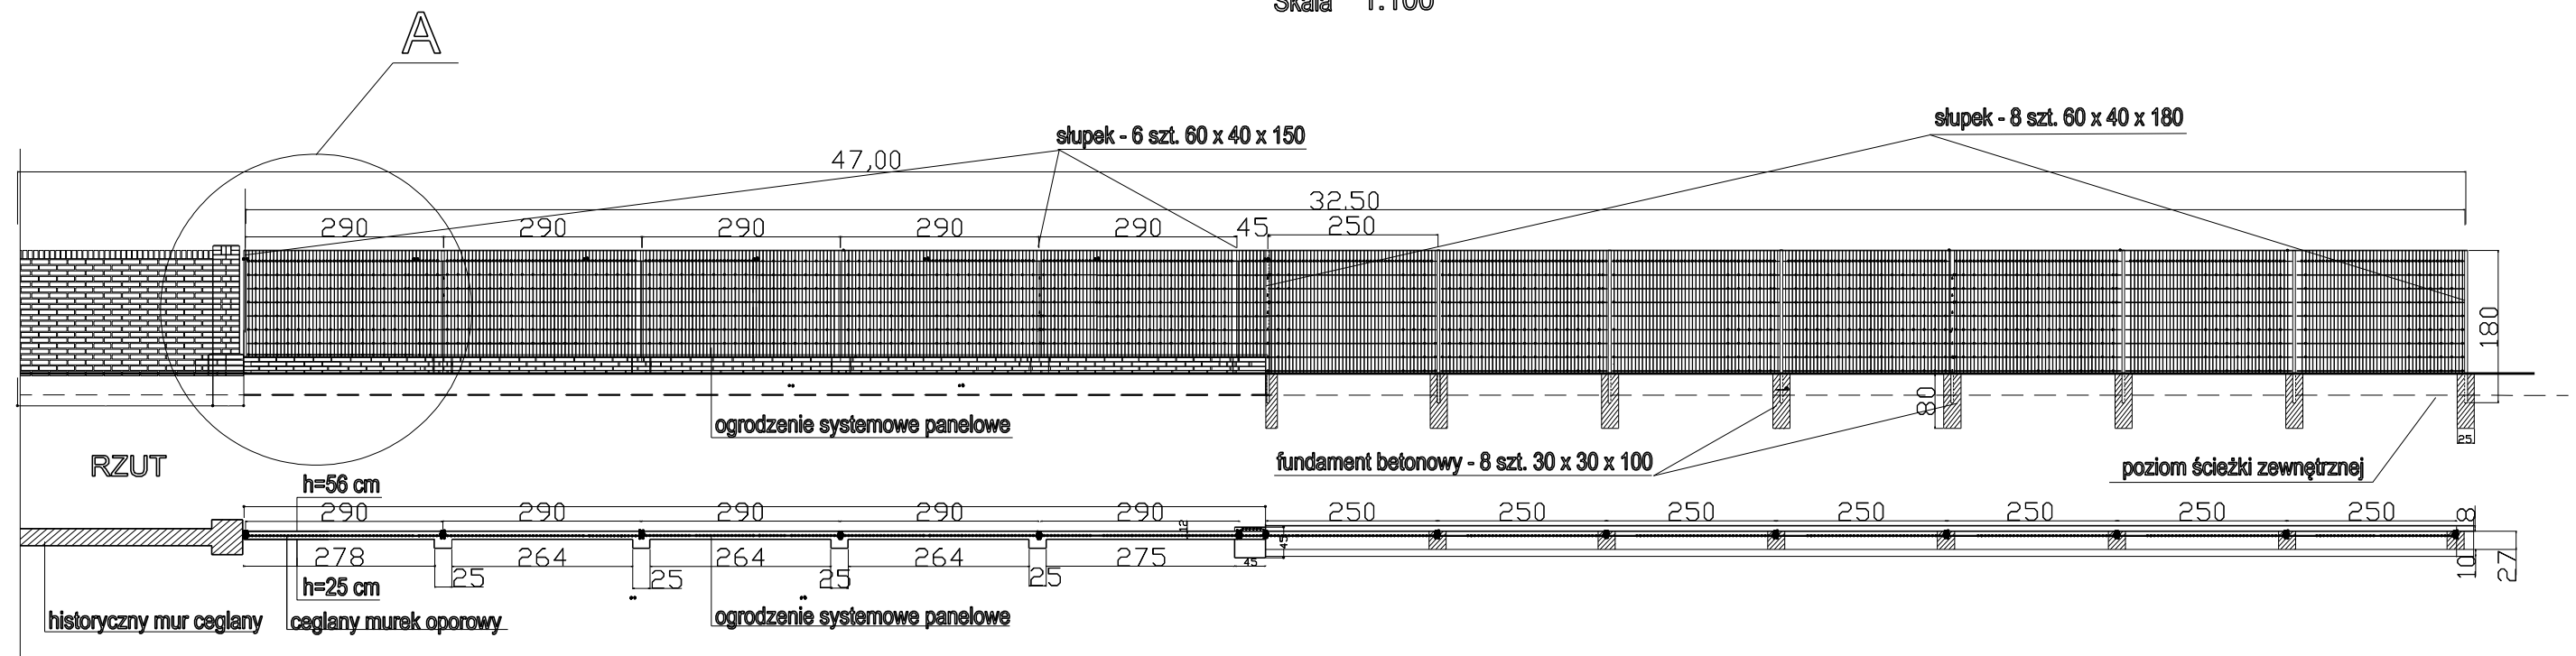 Skala 1:100
A
słupek - 6 szt. 60 x 40 x 150
słupek - 8 szt. 60 x 40 x 180
47,00
32,50
290 290 290 290 290 45 250
180
80
25
ogrodzenie systemowe panelowe
fundament betonowy - 8 szt. 30 x 30 x 100
poziom ścieżki zewnętrznej
RZUT
h=56 cm
290 290 290 290 290 12 250 250 250 250 250 250 250 8
45
278 264 264 264 275 45 10 27
25 25 25 25
h=25 cm
historyczny mur ceglany
ceglany murek oporowy
ogrodzenie systemowe panelowe